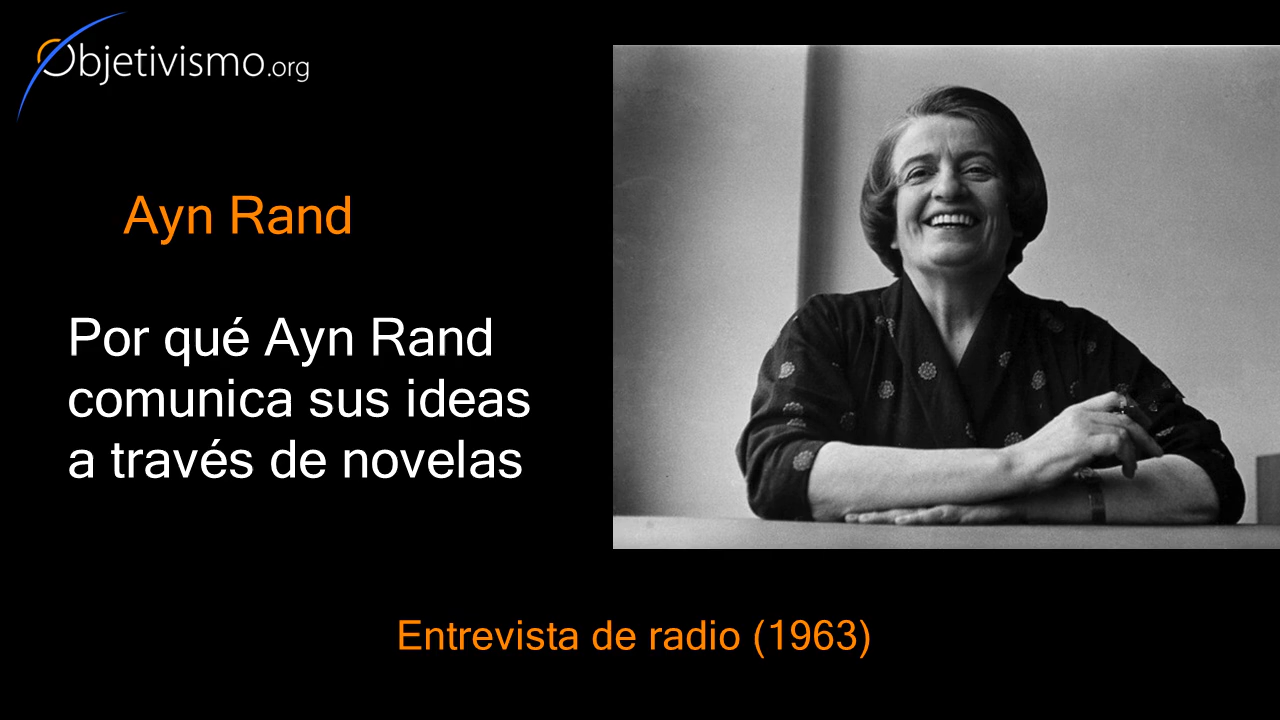 Objetivismo.org
Ayn Rand
Por qué Ayn Rand
comunica sus ideas
a través de novelas
Entrevista de radio (1963)